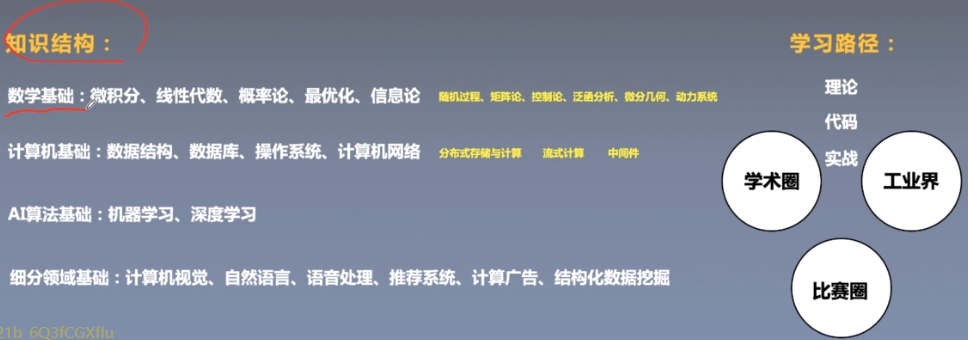 知识结构：
数学基础：微积分、线性代数、概率论、最优化、信息论 随机过程、矩阵论、控制论、泛函分析、微分几何、动力系统
计算机基础：数据结构、数据库、操作系统、计算机网络 分布式存储与计算 流式计算 中间件
AI算法基础：机器学习、深度学习
细分领域基础：计算机视觉、自然语言、语音处理、推荐系统、计算广告、结构化数据挖掘
学习路径：
理论
代码
实战
学术圈
工业界
比赛圈
21b_6Q3fCGXflu